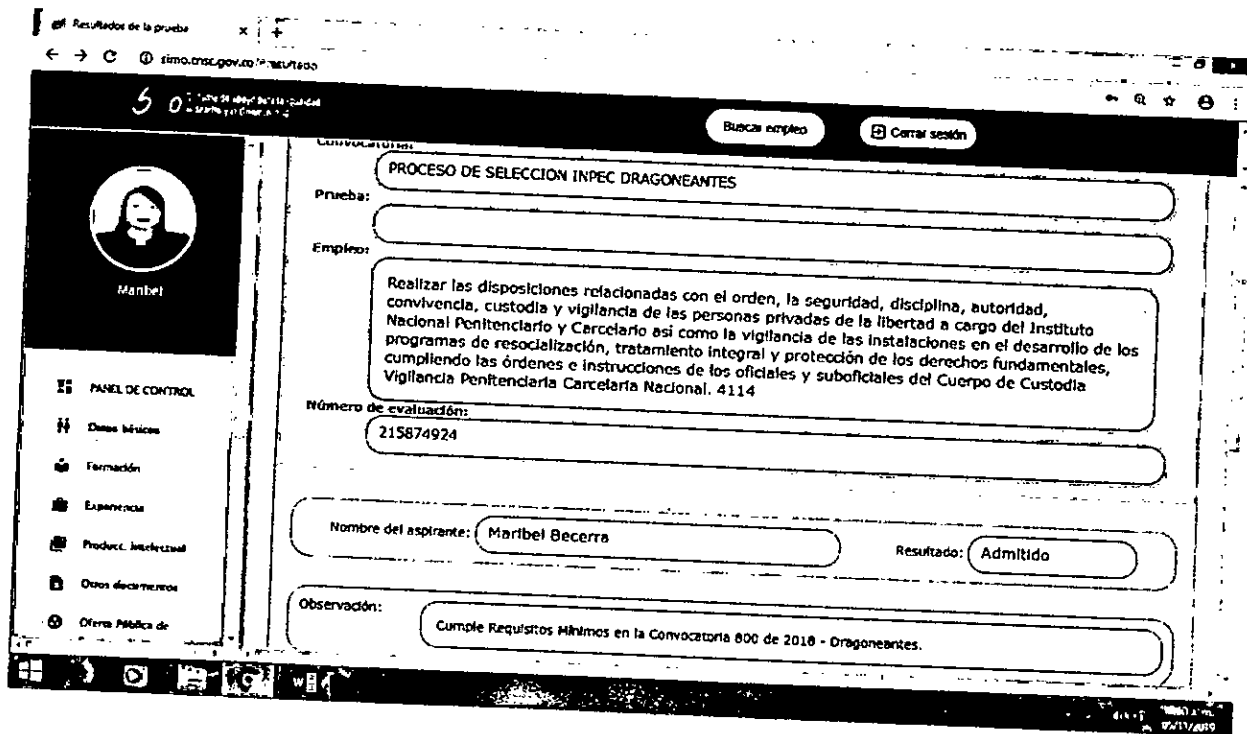 Resultados de la prueba
simo.cnsc.gov.co/#resultado
Buscar empleo
Cerrar sesión
Maribel
PANEL DE CONTROL
Datos básicos
Formación
Experiencia
Producc. Intelectual
Otros documentos
Oferta Pública de
Convocatoria:
PROCESO DE SELECCION INPEC DRAGONEANTES
Prueba:
Empleo:
Realizar las disposiciones relacionadas con el orden, la seguridad, disciplina, autoridad,
convivencia, custodia y vigilancia de las personas privadas de la libertad a cargo del Instituto
Nacional Penitenciario y Carcelario asi como la vigilancia de las instalaciones en el desarrollo de los
programas de resocialización, tratamiento integral y protección de los derechos fundamentales,
cumpliendo las órdenes e instrucciones de los oficiales y suboficiales del Cuerpo de Custodia
Vigilancia Penitenciaria Carcelaria Nacional. 4114
Número de evaluación:
215874924
Nombre del aspirante: Maribel Becerra
Resultado: Admitido
Observación:
Cumple Requisitos Mínimos en la Convocatoria 800 de 2018 - Dragoneantes.
05/11/2019